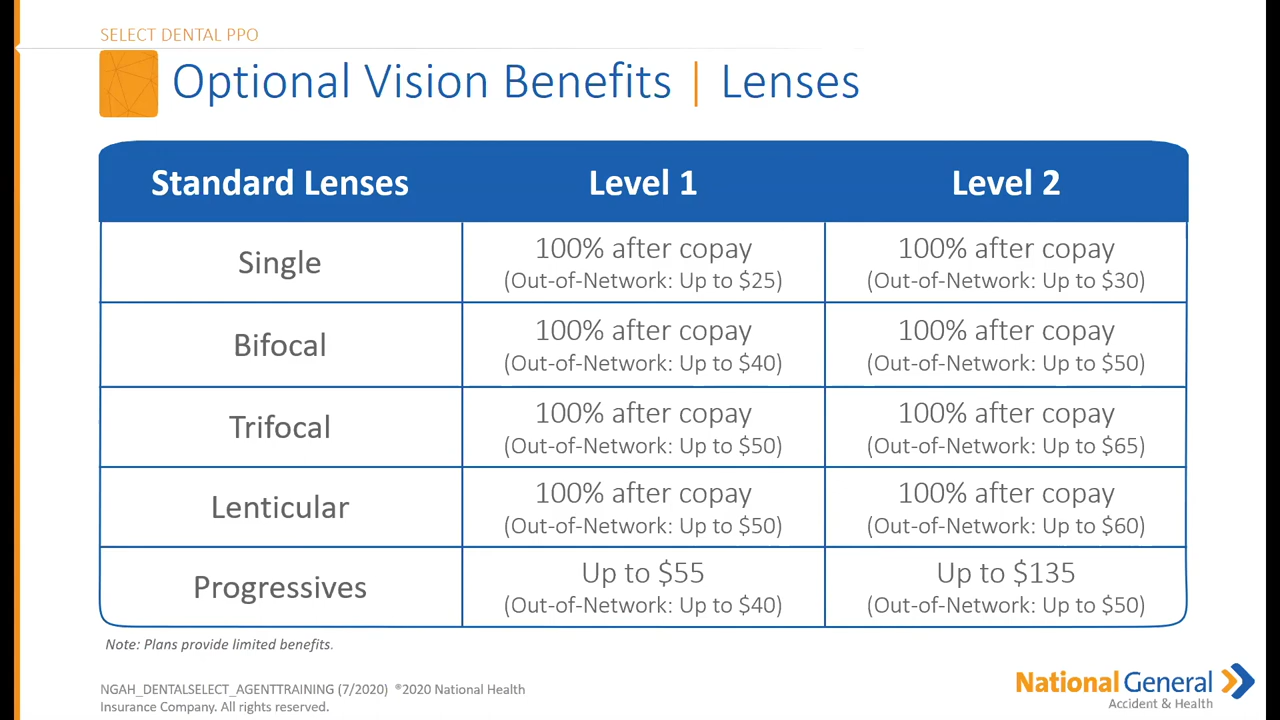 SELECT DENTAL PPO
Optional Vision Benefits | Lenses
Standard Lenses Level 1 Level 2
Single 100% after copay (Out-of-Network: Up to $25) 100% after copay (Out-of-Network: Up to $30)
Bifocal 100% after copay (Out-of-Network: Up to $40) 100% after copay (Out-of-Network: Up to $50)
Trifocal 100% after copay (Out-of-Network: Up to $50) 100% after copay (Out-of-Network: Up to $65)
Lenticular 100% after copay (Out-of-Network: Up to $50) 100% after copay (Out-of-Network: Up to $60)
Progressives Up to $55 (Out-of-Network: Up to $40) Up to $135 (Out-of-Network: Up to $50)
Note: Plans provide limited benefits.
NGAH_DENTALSELECT_AGENTTRAINING (7/2020) ®2020 National Health
Insurance Company. All rights reserved.
National General
Accident & Health